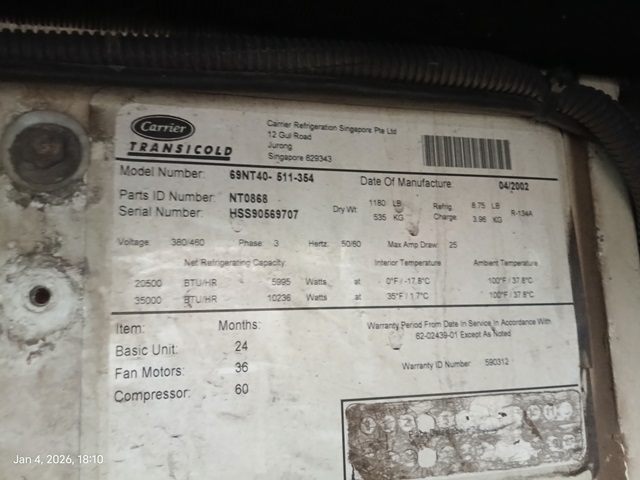 Carrier
TRANSICOLD
Carrier Refrigeration Singapore Pte Ltd
12 Gul Road
Jurong
Singapore 629343
Model Number: 69NT40- 511-354 Date Of Manufacture 04/2002
Parts ID Number: NT0868
Serial Number: HSS90569707
Dry Wt. 1180 LB Refrig. 8.75 LB R-134A
535 KG Charge 3.96 KG
Voltage: 380/460 Phase: 3 Hertz: 50/60 Max Amp Draw: 25
Net Refrigerating Capacity: Interior Temperature Ambient Temperature
20500 BTU/HR 5995 Watts at 0°F/-17.8°C 100°F/37.8°C
35000 BTU/HR 10236 Watts at 35°F/1.7°C 100°F/37.8°C
Item: Months:
Basic Unit: 24
Fan Motors: 36
Compressor: 60
Warranty Period From Date In Service In Accordance With
62-02439-01 Except As Noted
Warranty ID Number: 590312
Jan 4, 2026, 18:10